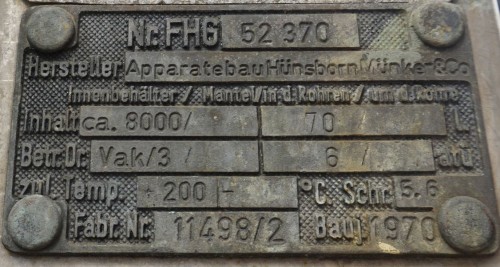 Nr. FHG 52 370
Hersteller Apparatebau Hünsborn Münker & Co
Innenbehälter / Mantel/in d. Rohren/um d. Rohre
Inhalt ca. 8000/ 70/ L
Betr. Dr. Vak/3/ 6/ atü
zul. Temp. +200 - °C. Schr. 5.6
Fabr. Nr. 11498/2 Bauj. 1970